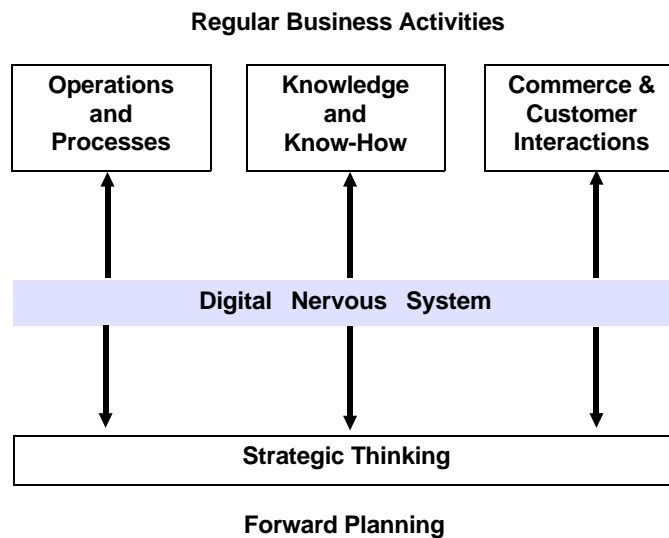 Regular Business Activities
Operations
and
Processes
Knowledge
and
Know-How
Commerce &
Customer
Interactions
Digital Nervous System
Strategic Thinking
Forward Planning